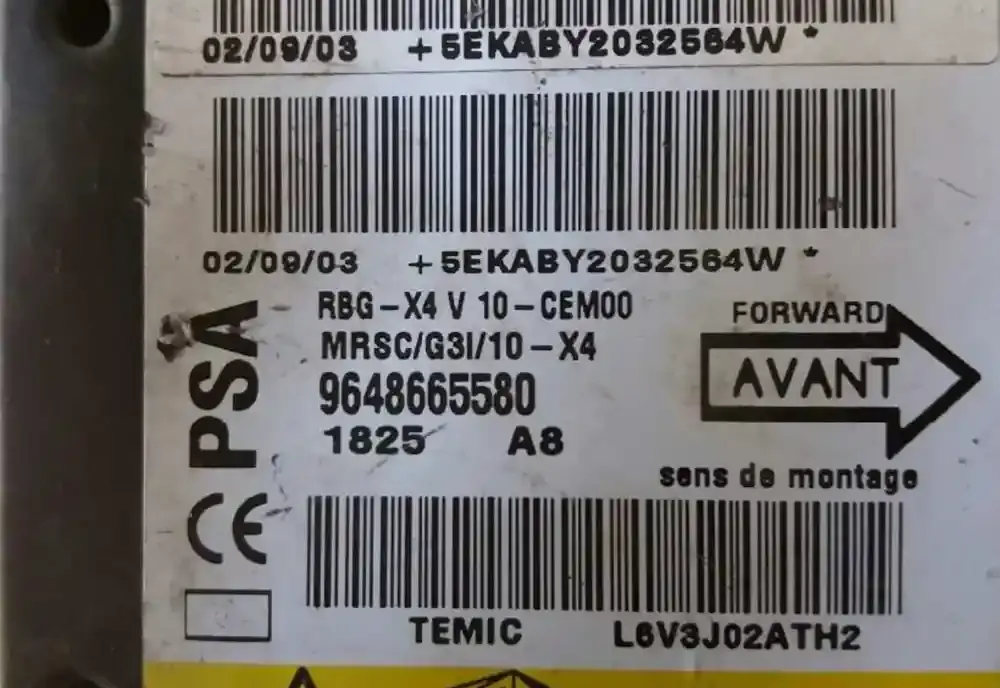 02/09/03 +5EKABY2032564W *
02/09/03 +5EKABY2032564W *
RBG-X4 V 10-CEM00
MRSC/G3I/10-X4
9648665580
1825 A8
PSA
CE
FORWARD
AVANT
sens de montage
TEMIC L6V3J02ATH2